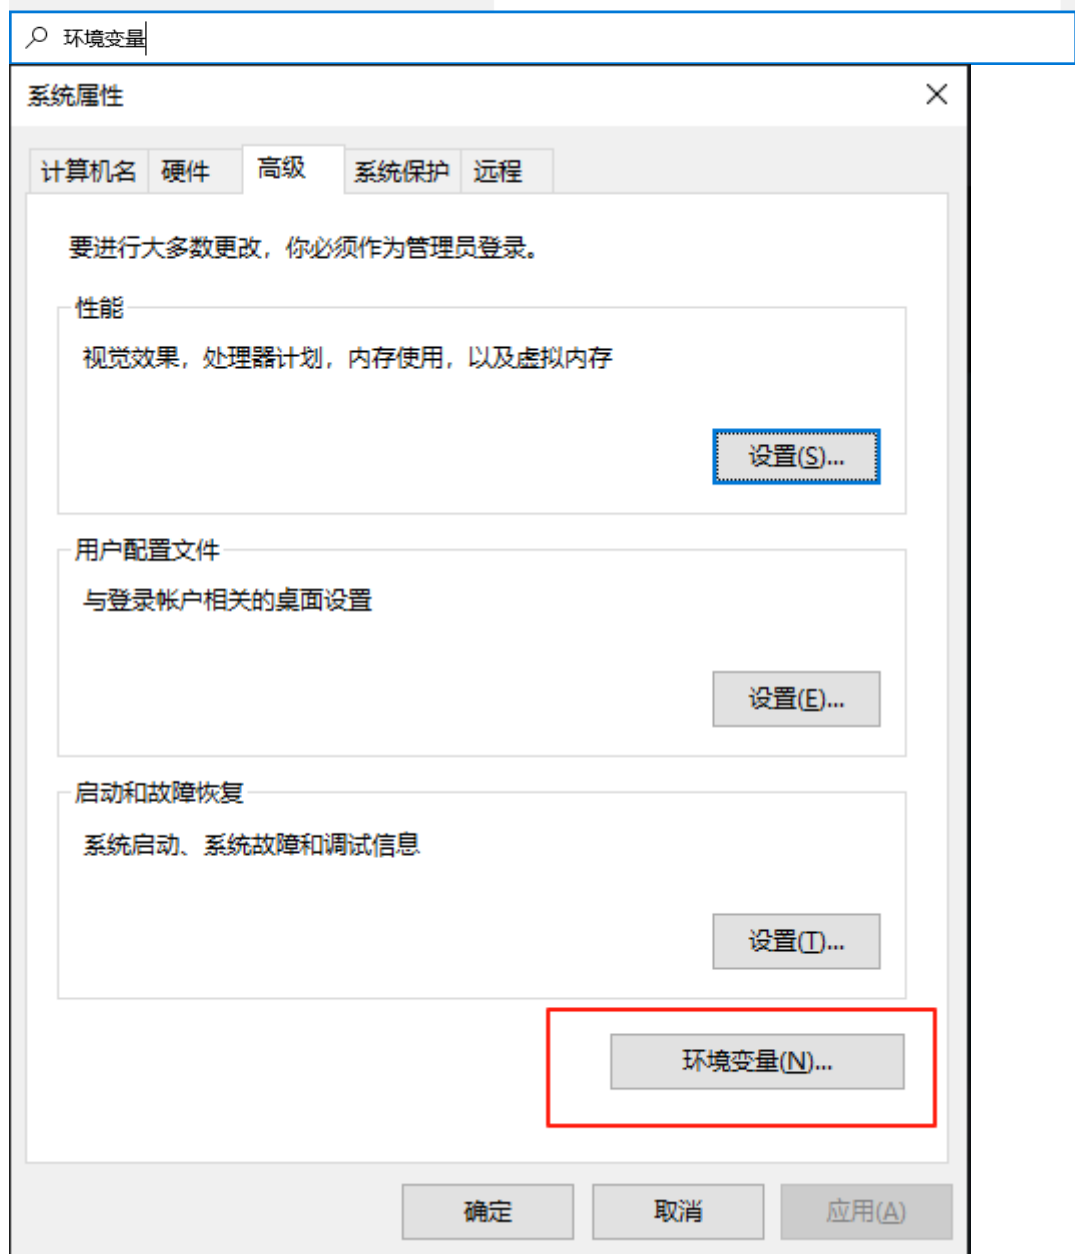 环境变量
系统属性
计算机名 硬件 高级 系统保护 远程
要进行大多数更改，你必须作为管理员登录。
性能
视觉效果，处理器计划，内存使用，以及虚拟内存
设置(S)...
用户配置文件
与登录帐户相关的桌面设置
设置(E)...
启动和故障恢复
系统启动、系统故障和调试信息
设置(T)...
环境变量(N)...
确定 取消 应用(A)